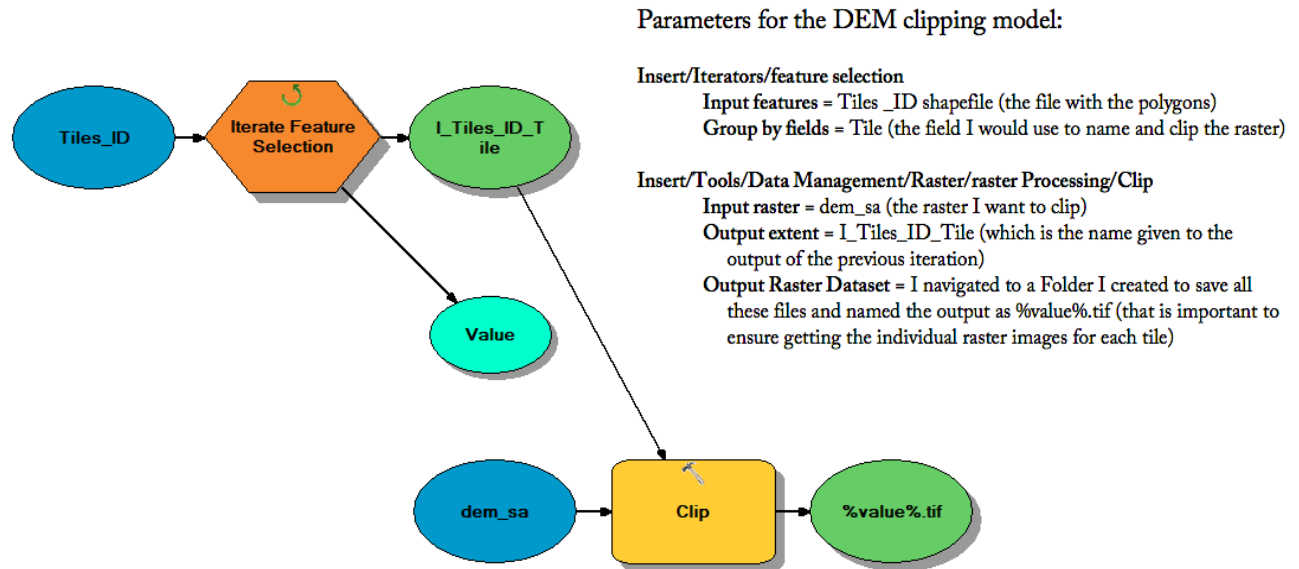 Parameters for the DEM clipping model:
Insert/Iterators/feature selection
Input features = Tiles _ID shapefile (the file with the polygons)
Group by fields = Tile (the field I would use to name and clip the raster)
Insert/Tools/Data Management/Raster/raster Processing/Clip
Input raster = dem_sa (the raster I want to clip)
Output extent = I_Tiles_ID_Tile (which is the name given to the
output of the previous iteration)
Output Raster Dataset = I navigated to a Folder I created to save all
these files and named the output as %value%.tif (that is important to
ensure getting the individual raster images for each tile)
Tiles_ID
Iterate Feature
Selection
I_Tiles_ID_T
ile
Value
dem_sa
Clip
%value%.tif